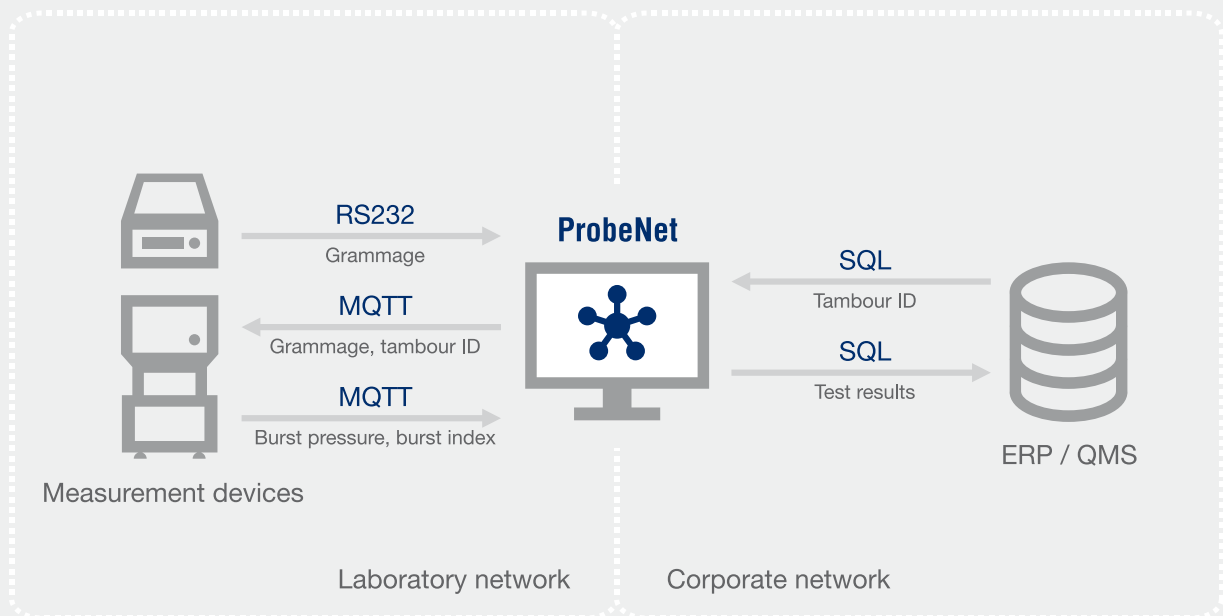 RS232
Grammage
MQTT
Grammage, tambour ID
MQTT
Burst pressure, burst index
Measurement devices
ProbeNet
SQL
Tambour ID
SQL
Test results
ERP / QMS
Laboratory network
Corporate network